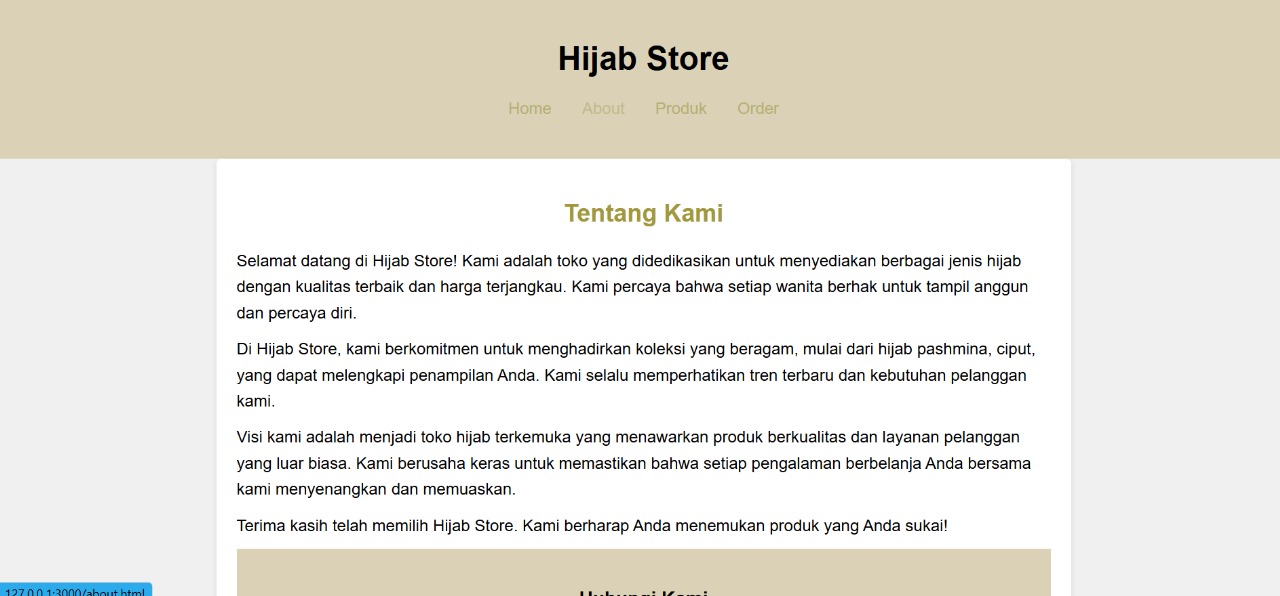 Hijab Store
Home About Produk Order
Tentang Kami
Selamat datang di Hijab Store! Kami adalah toko yang didedikasikan untuk menyediakan berbagai jenis hijab
dengan kualitas terbaik dan harga terjangkau. Kami percaya bahwa setiap wanita berhak untuk tampil anggun
dan percaya diri.
Di Hijab Store, kami berkomitmen untuk menghadirkan koleksi yang beragam, mulai dari hijab pashmina, ciput,
yang dapat melengkapi penampilan Anda. Kami selalu memperhatikan tren terbaru dan kebutuhan pelanggan
kami.
Visi kami adalah menjadi toko hijab terkemuka yang menawarkan produk berkualitas dan layanan pelanggan
yang luar biasa. Kami berusaha keras untuk memastikan bahwa setiap pengalaman berbelanja Anda bersama
kami menyenangkan dan memuaskan.
Terima kasih telah memilih Hijab Store. Kami berharap Anda menemukan produk yang Anda sukai!
Hubungi Kami
127.0.0.1:3000/about.html